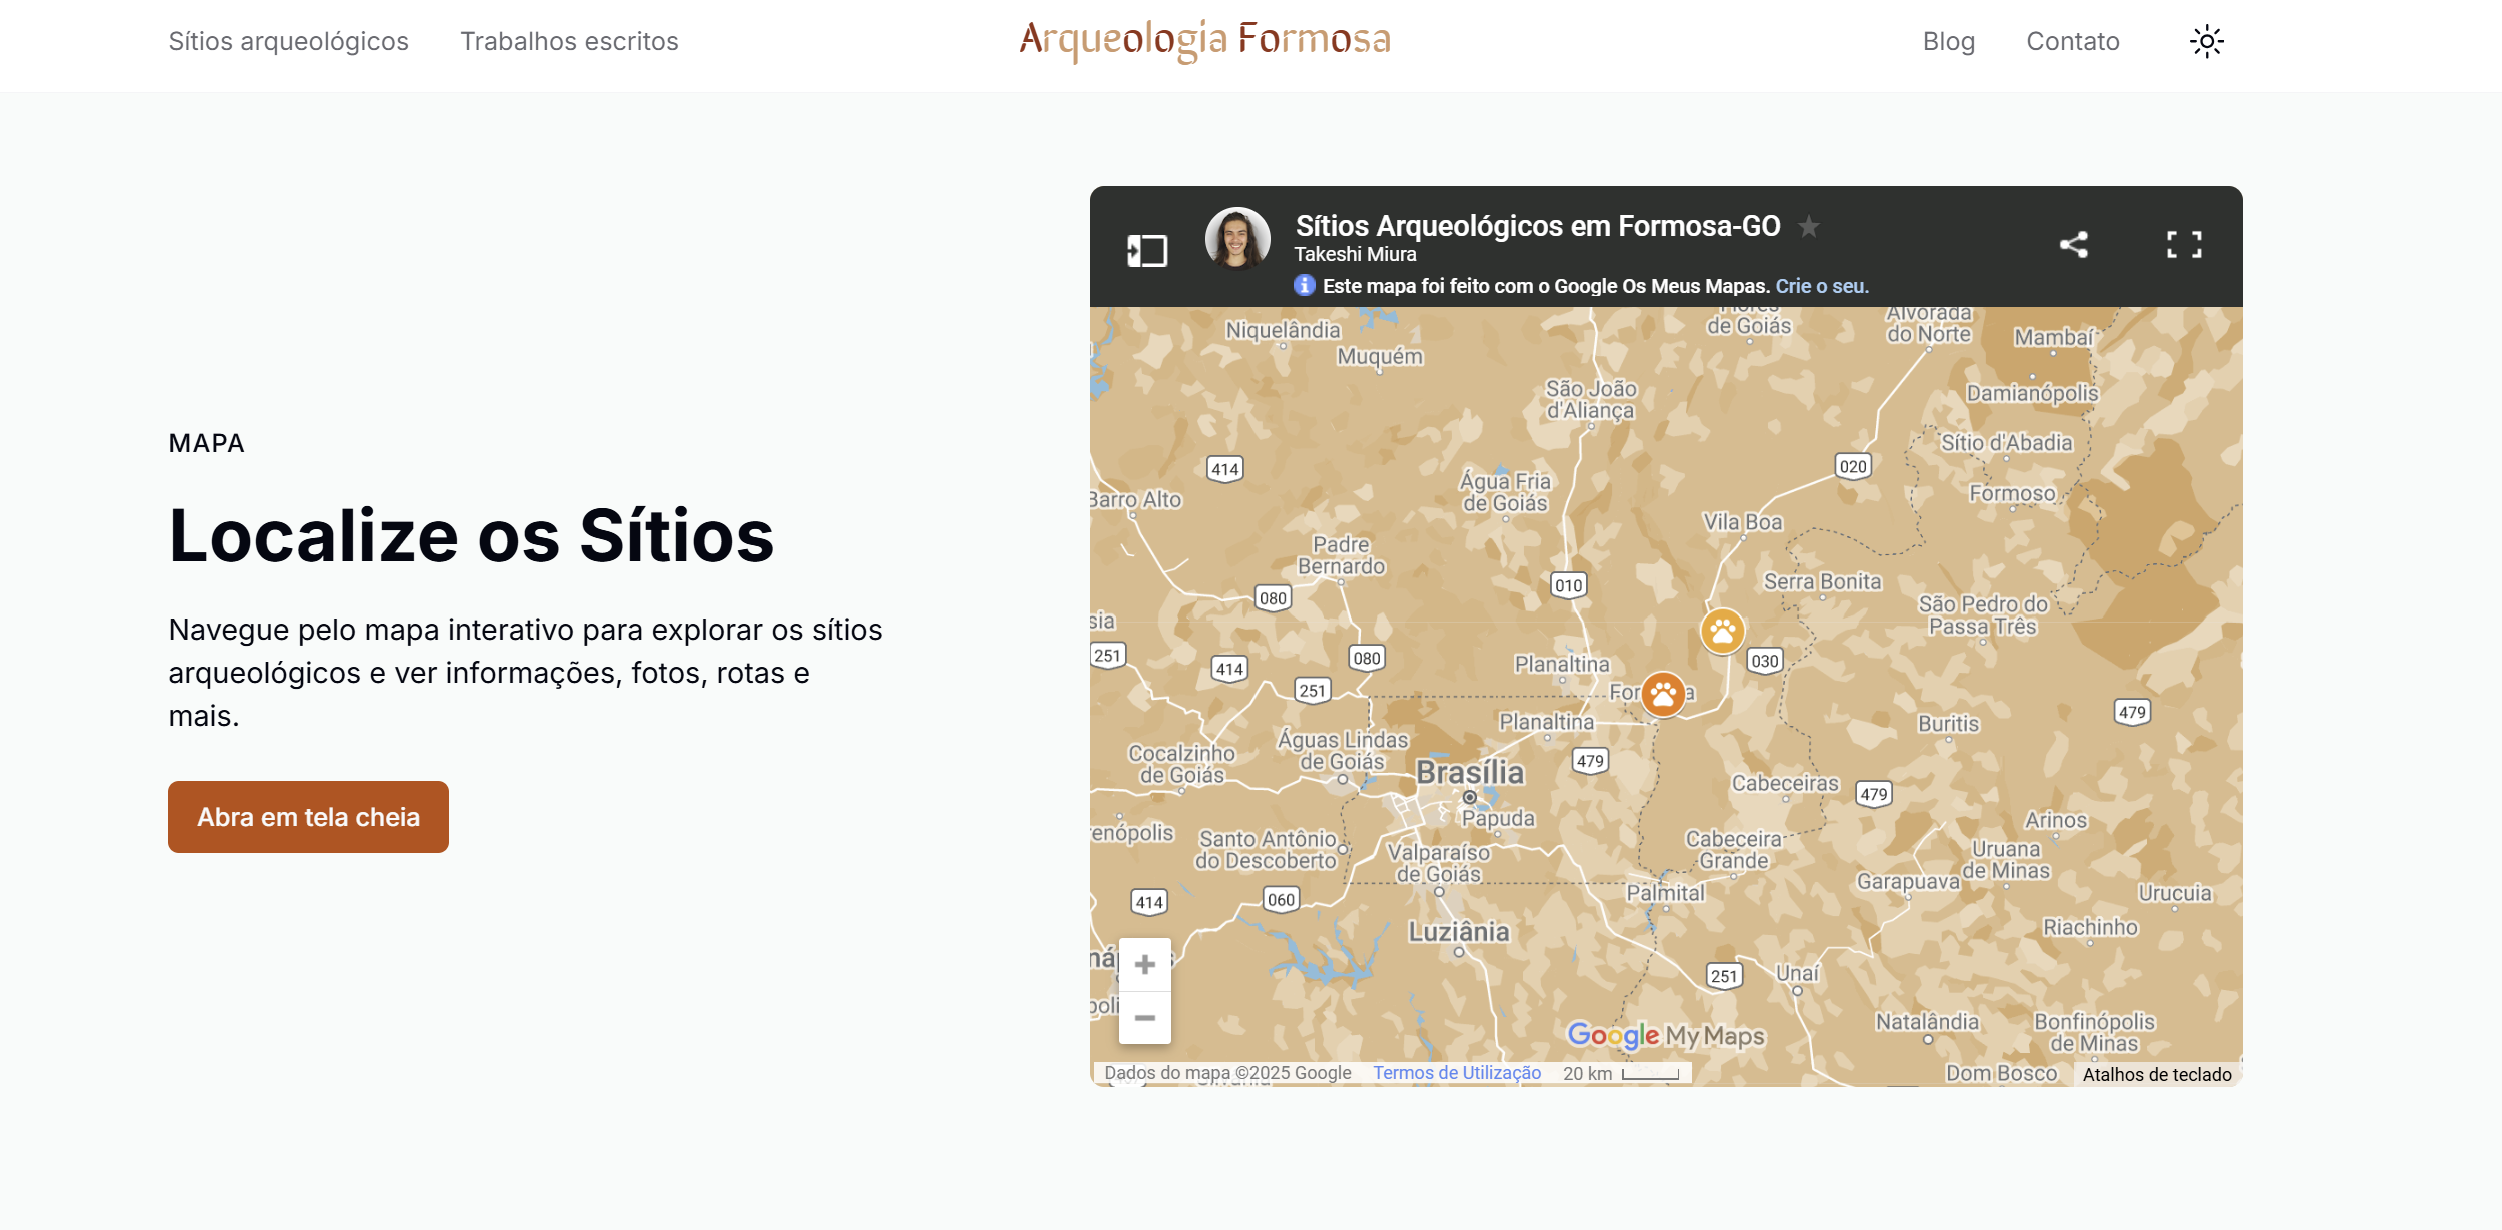 Sítios arqueológicos
Trabalhos escritos
Arqueologia Formosa
Blog
Contato
MAPA
Localize os Sítios
Navegue pelo mapa interativo para explorar os sítios
arqueológicos e ver informações, fotos, rotas e
mais.
Abra em tela cheia
Sítios Arqueológicos em Formosa-GO
Takeshi Miura
Este mapa foi feito com o Google Os Meus Mapas. Crie o seu.
Niquelândia
Muquém
de Goiás
Alvorada
do Norte
Mambaí
São João
d'Aliança
Damianópolis
Sítio d'Abadia
414
020
Água Fria
de Goiás
Formoso
Barro Alto
Vila Boa
Padre
Bernardo
010
Serra Bonita
080
São Pedro do
Passa Três
251
414
080
Planaltina
030
251
Planaltina
479
Buritis
Cocalzinho
de Goiás
Águas Lindas
de Goiás
479
Brasília
Cabeceiras
479
Papuda
Arinos
Santo Antônio
do Descoberto
Valparaíso
de Goiás
Cabeceira
Grande
Uruana
de Minas
Garapuava
Palmital
Urucuia
414
060
Luziânia
Riachinho
251
Unaí
Natalândia
Bonfinópolis
de Minas
Google My Maps
Dom Bosco
Dados do mapa ©2025 Google
Termos de Utilização
20 km
Atalhos de teclado